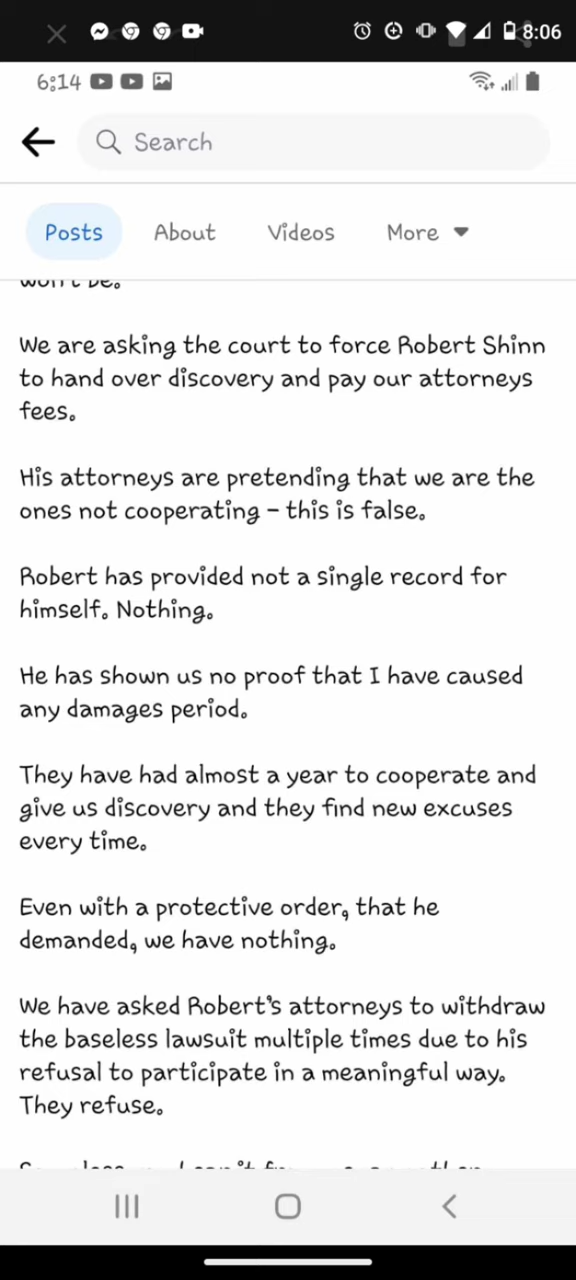 8:06
6:14
Search
Posts
About
Videos
More
won't be.
We are asking the court to force Robert Shinn
to hand over discovery and pay our attorneys
fees.
His attorneys are pretending that we are the
ones not cooperating - this is false.
Robert has provided not a single record for
himself. Nothing.
He has shown us no proof that I have caused
any damages period.
They have had almost a year to cooperate and
give us discovery and they find new excuses
every time.
Even with a protective order, that he
demanded, we have nothing.
We have asked Robert's attorneys to withdraw
the baseless lawsuit multiple times due to his
refusal to participate in a meaningful way.
They refuse.